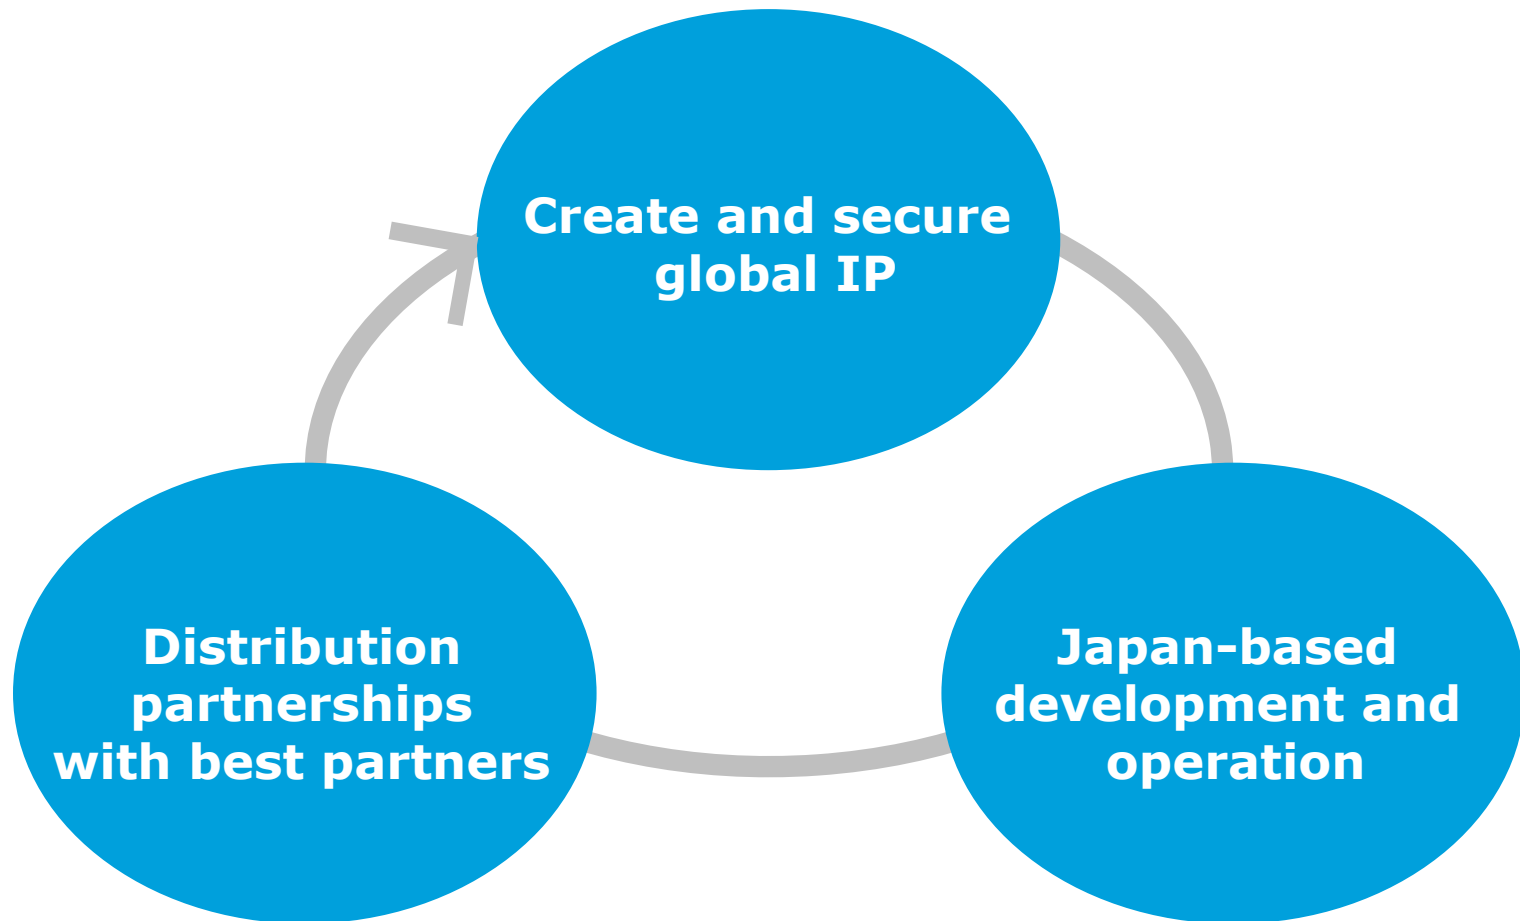 Create and secure
global IP
Distribution
partnerships
with best partners
Japan–based
development and
operation